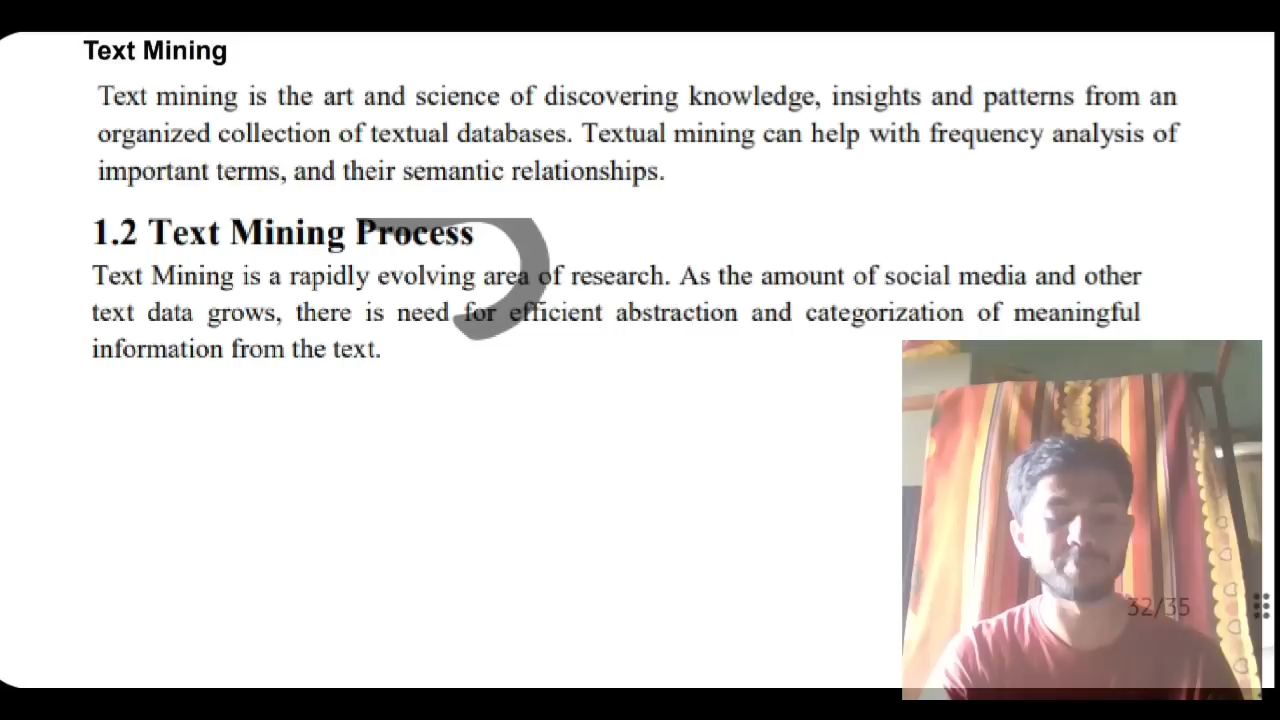 Text Mining
Text mining is the art and science of discovering knowledge, insights and patterns from an
organized collection of textual databases. Textual mining can help with frequency analysis of
important terms, and their semantic relationships.
1.2 Text Mining Process
Text Mining is a rapidly evolving area of research. As the amount of social media and other
text data grows, there is need for efficient abstraction and categorization of meaningful
information from the text.
32/35